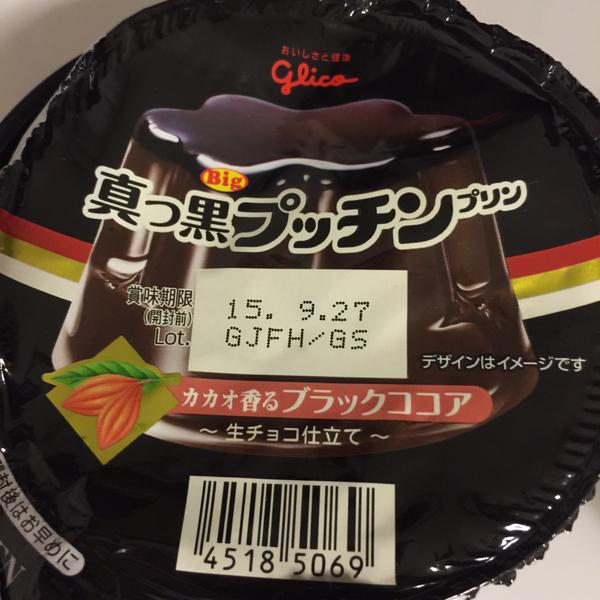 おいしさと健康
Glico
Big
真っ黒プッチンプリン
賞味期限
(開封前)
15. 9.27
Lot.
GJFH/GS
デザインはイメージです
カカオ香るブラックココア
～ 生チョコ仕立て ～
封後はお早めに
4518 5069